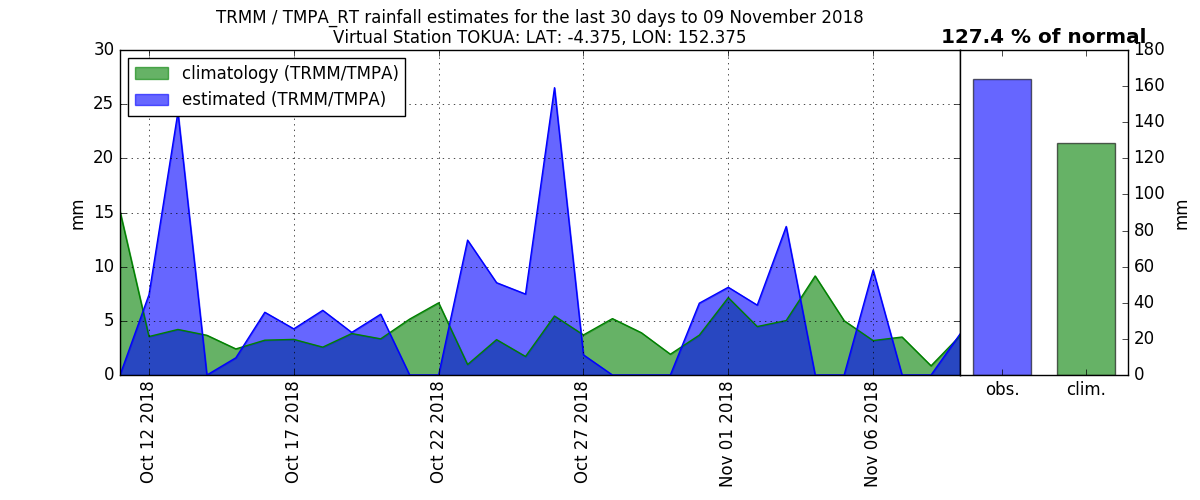 TRMM / TMPA_RT rainfall estimates for the last 30 days to 09 November 2018
Virtual Station TOKUA: LAT: -4.375, LON: 152.375
127.4 % of normal
climatology (TRMM/TMPA)
estimated (TRMM/TMPA)
30
25
20
15
10
5
0
mm
Oct 12 2018
Oct 17 2018
Oct 22 2018
Oct 27 2018
Nov 01 2018
Nov 06 2018
180
160
140
120
100
80
60
40
20
0
mm
obs.
clim.